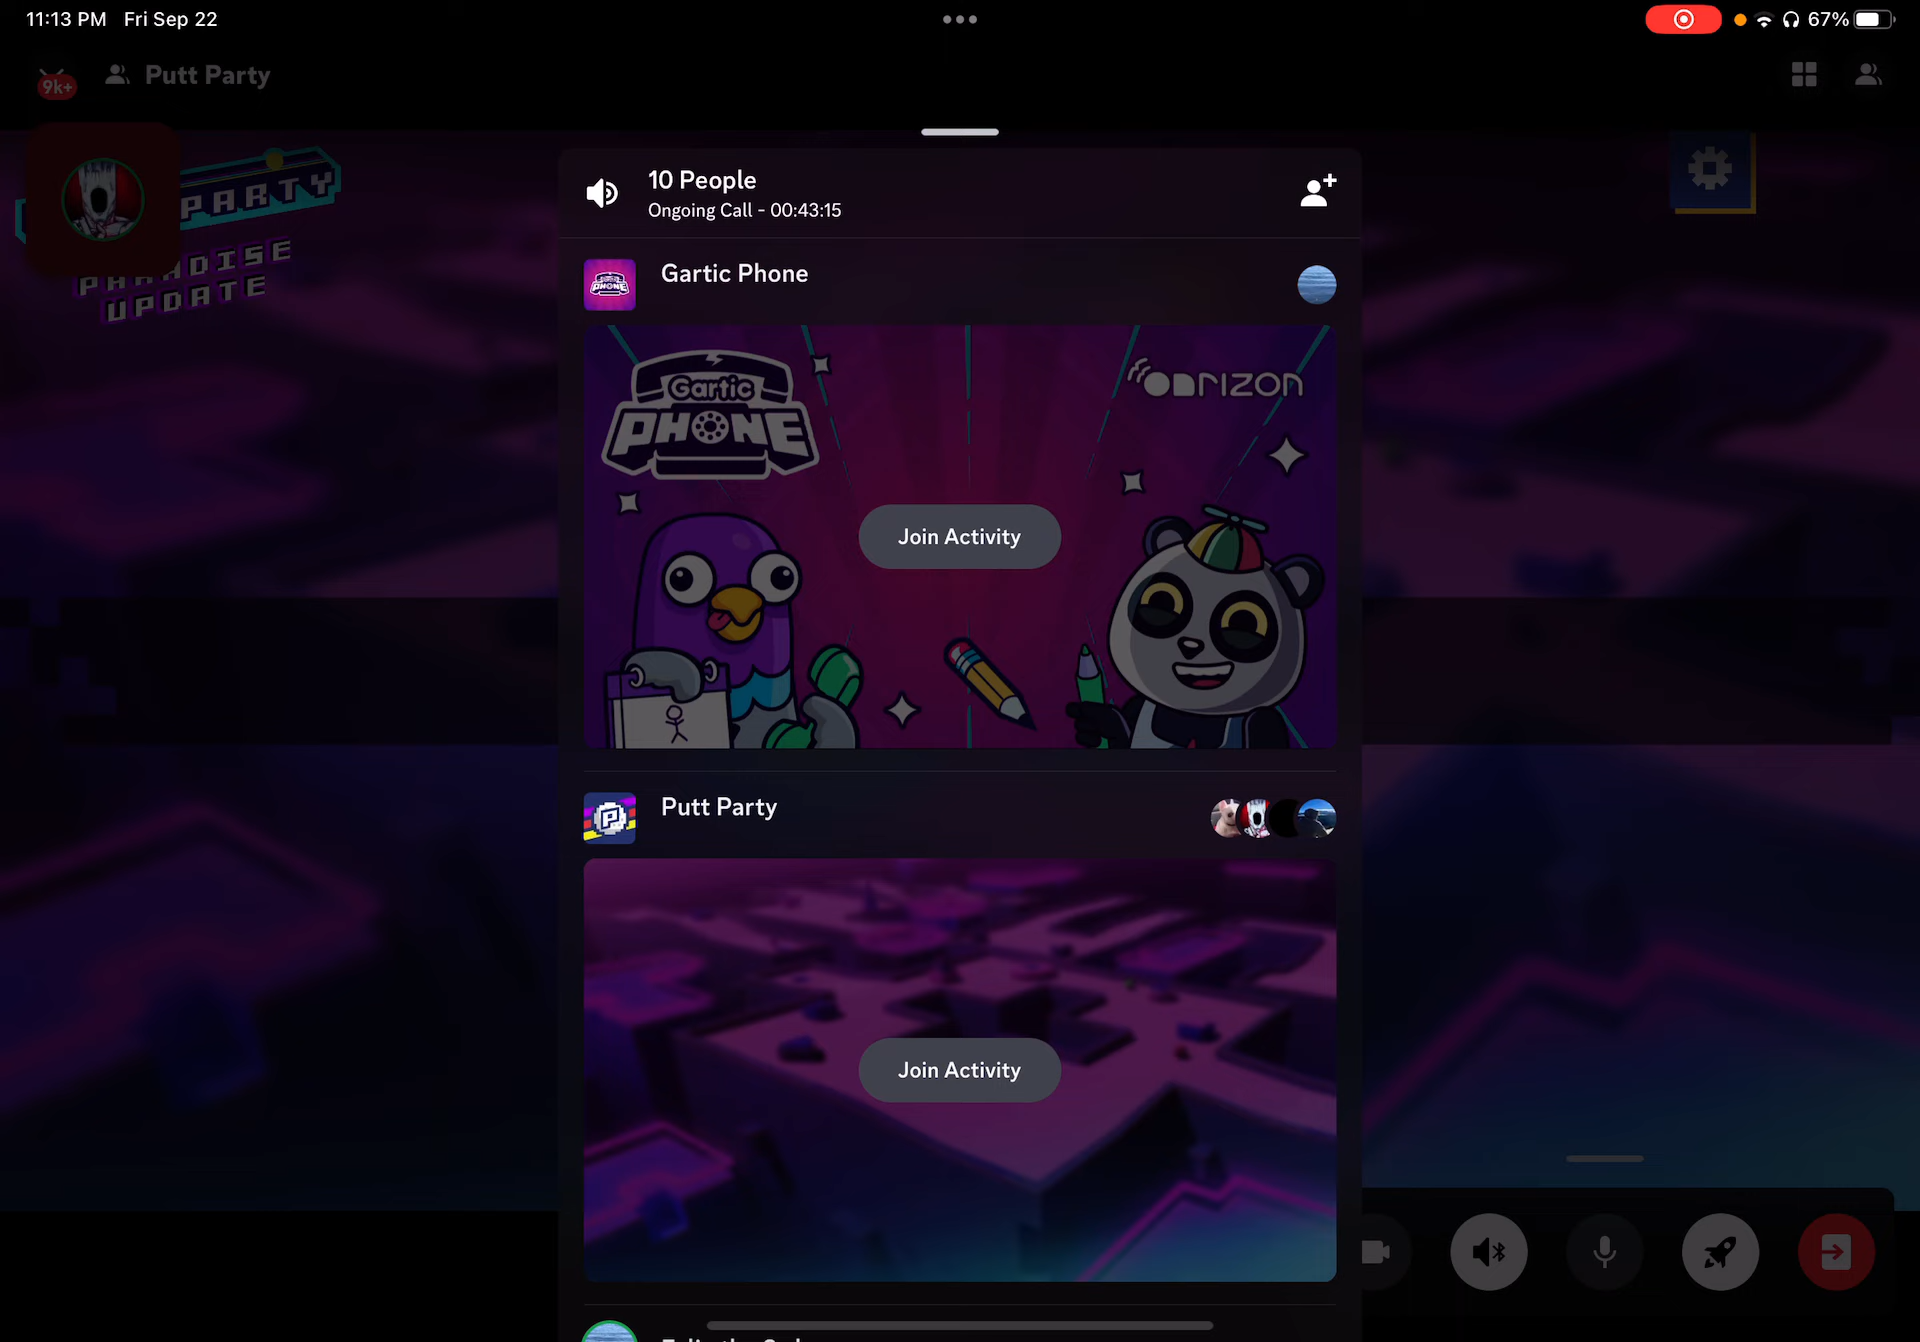 11:13 PM Fri Sep 22
67%
9k+
Putt Party
PARTY
PARADISE
UPDATE
10 People
Ongoing Call - 00:43:15
Gartic Phone
Gartic
PHONE
ONRIZON
Join Activity
Putt Party
P
Join Activity